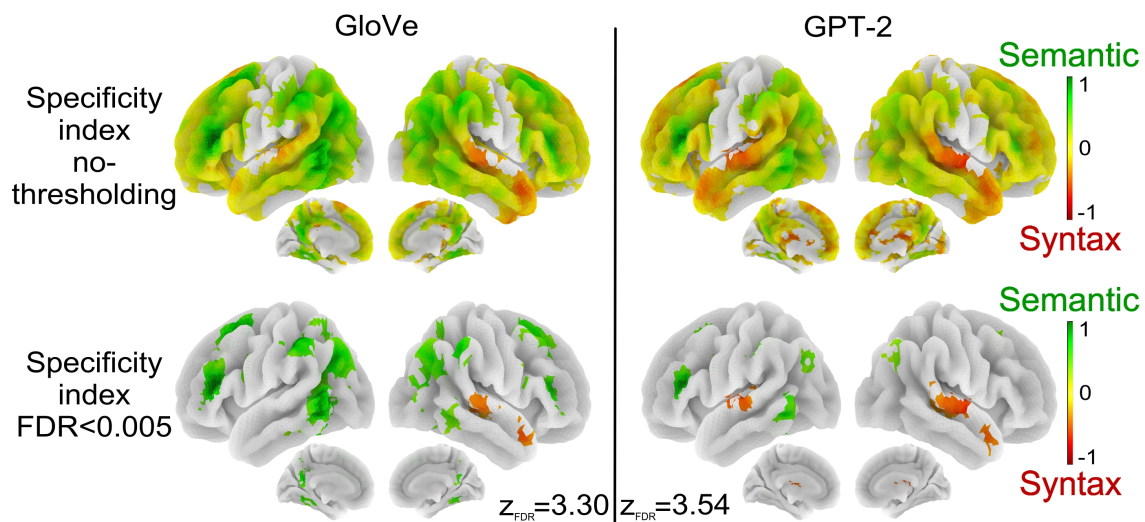 GloVe
GPT-2
Specificity
index
no-
thresholding
Semantic
1
0
-1
Syntax
Specificity
index
FDR<0.005
Semantic
1
0
-1
Syntax
zFDR=3.30
zFDR=3.54